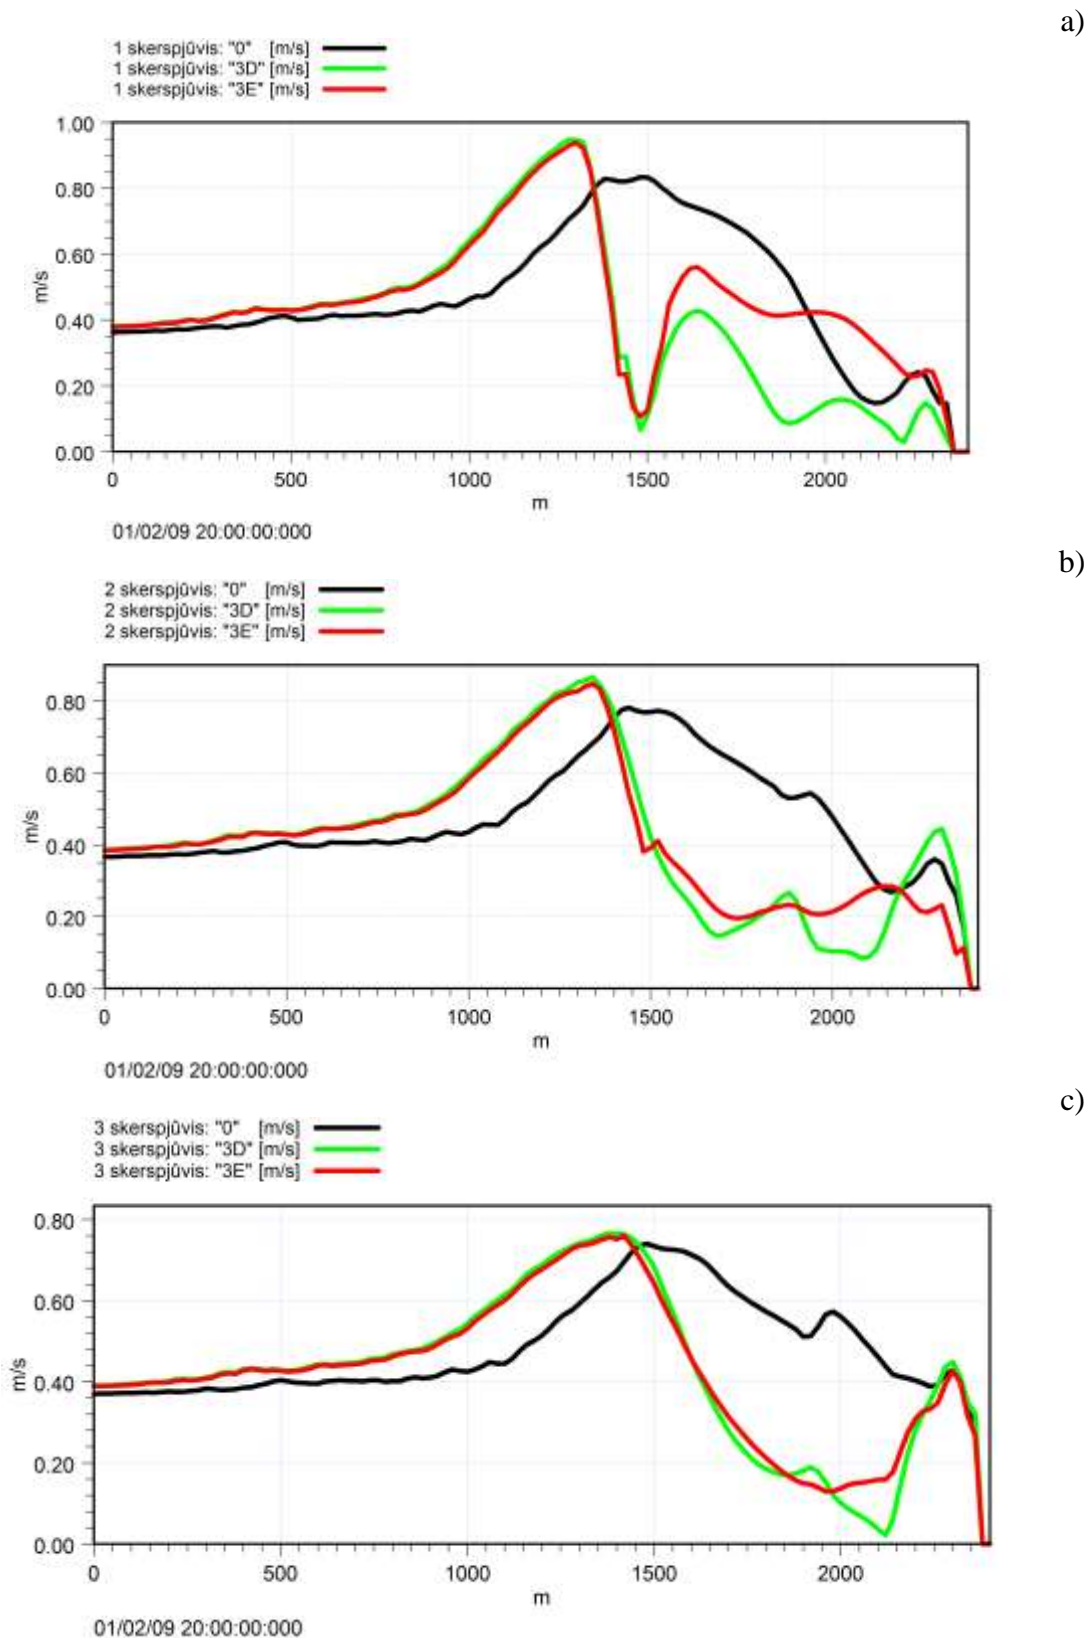 a)
1 skerspjūvis: "0" [m/s]
1 skerspjūvis: "3D" [m/s]
1 skerspjūvis: "3E" [m/s]
1.00
0.80
0.60
0.40
0.20
0.00
m/s
0 500 1000 1500 2000
m
01/02/09 20:00:00:000
b)
2 skerspjūvis: "0" [m/s]
2 skerspjūvis: "3D" [m/s]
2 skerspjūvis: "3E" [m/s]
0.80
0.60
0.40
0.20
0.00
m/s
0 500 1000 1500 2000
m
01/02/09 20:00:00:000
c)
3 skerspjūvis: "0" [m/s]
3 skerspjūvis: "3D" [m/s]
3 skerspjūvis: "3E" [m/s]
0.80
0.60
0.40
0.20
0.00
m/s
0 500 1000 1500 2000
m
01/02/09 20:00:00:000